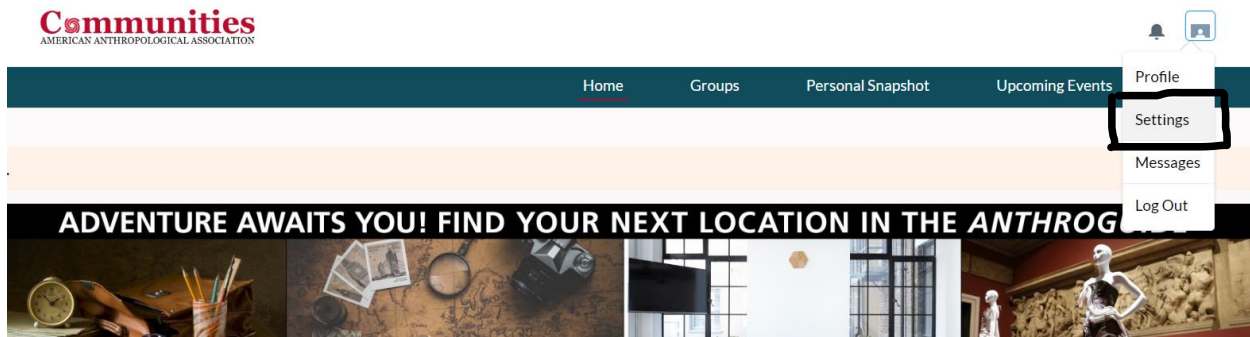 Communities
AMERICAN ANTHROPOLOGICAL ASSOCIATION
Home Groups Personal Snapshot Upcoming Events
Profile
Settings
Messages
Log Out
ADVENTURE AWAITS YOU! FIND YOUR NEXT LOCATION IN THE